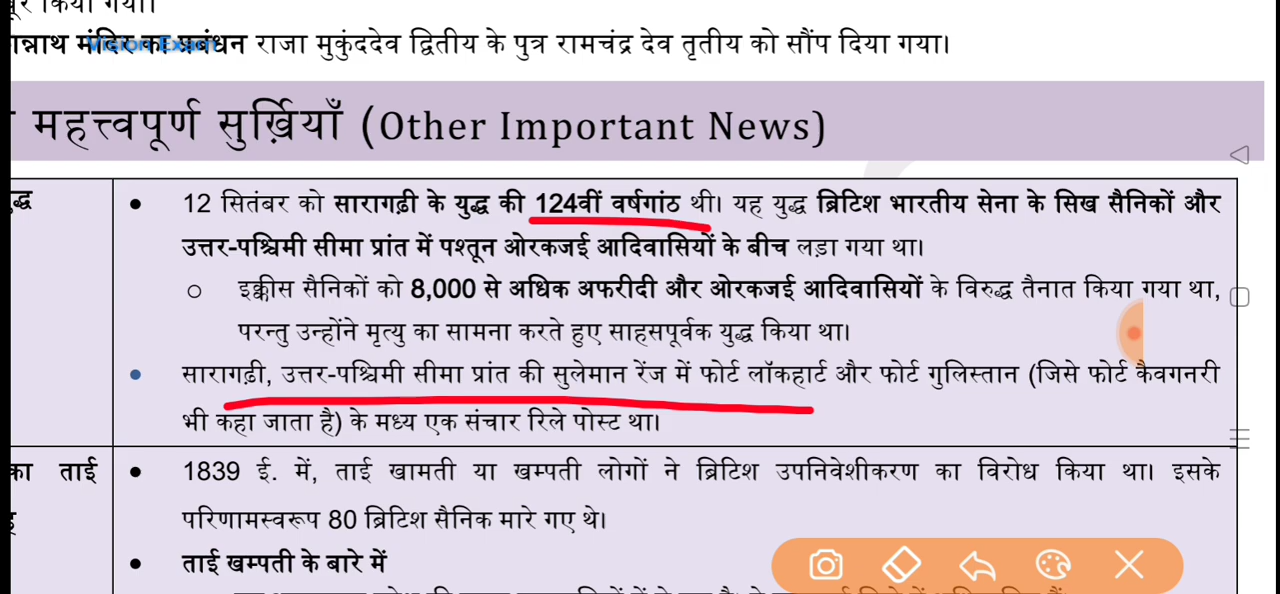 किया गया।
मंदिर का प्रबंधन राजा मुकुंददेव द्वितीय के पुत्र रामचंद्र देव तृतीय को सौंप दिया गया।
Vision Exam
महत्त्वपूर्ण सुर्ख़ियाँ (Other Important News)
12 सितंबर को सारागढ़ी के युद्ध की 124वीं वर्षगांठ थी। यह युद्ध ब्रिटिश भारतीय सेना के सिख सैनिकों और
उत्तर-पश्चिमी सीमा प्रांत में पश्तून ओरकजई आदिवासियों के बीच लड़ा गया था।
इक्कीस सैनिकों को 8,000 से अधिक अफरीदी और ओरकजई आदिवासियों के विरुद्ध तैनात किया गया था,
परन्तु उन्होंने मृत्यु का सामना करते हुए साहसपूर्वक युद्ध किया था।
सारागढ़ी, उत्तर-पश्चिमी सीमा प्रांत की सुलेमान रेंज में फोर्ट लॉकहार्ट और फोर्ट गुलिस्तान (जिसे फोर्ट कैवगनरी
भी कहा जाता है) के मध्य एक संचार रिले पोस्ट था।
का ताई
1839 ई. में, ताई खामती या खम्पती लोगों ने ब्रिटिश उपनिवेशीकरण का विरोध किया था। इसके
परिणामस्वरूप 80 ब्रिटिश सैनिक मारे गए थे।
ताई खम्पती के बारे में